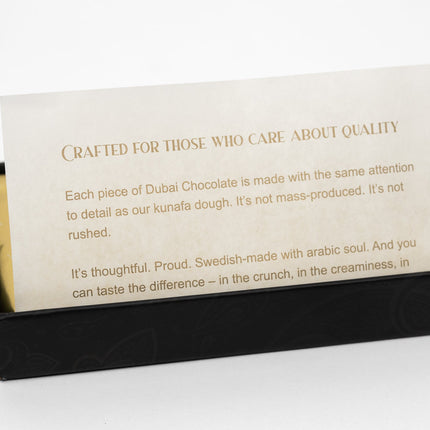 Crafted for those who care about quality
Each piece of Dubai Chocolate is made with the same attention
to detail as our kunafa dough. It's not mass-produced. It's not
rushed.
It's thoughtful. Proud. Swedish-made with arabic soul. And you
can taste the difference – in the crunch, in the creaminess, in